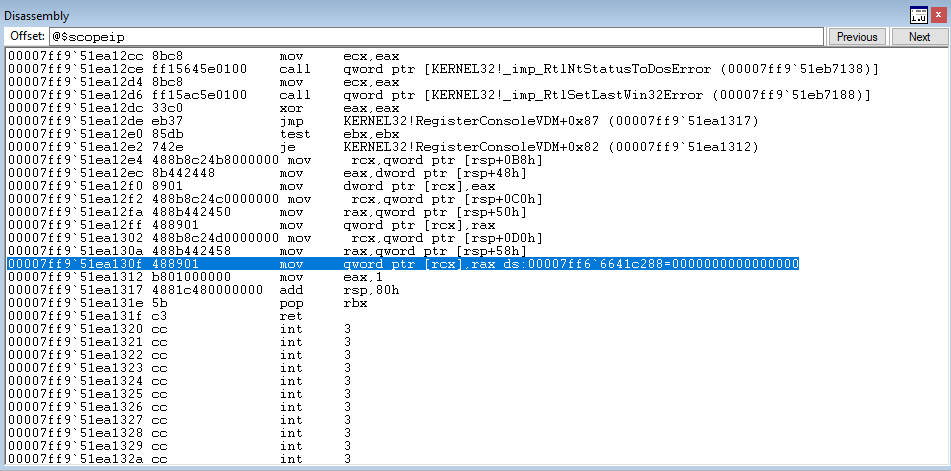 Disassembly
Offset: @$scopeip Previous Next
00007ff9`51ea12cc 8bc8 mov ecx,eax
00007ff9`51ea12ce ff15645e0100 call qword ptr [KERNEL32!_imp_RtlNtStatusToDosError (00007ff9`51eb7138)]
00007ff9`51ea12d4 8bc8 mov ecx,eax
00007ff9`51ea12d6 ff15ac5e0100 call qword ptr [KERNEL32!_imp_RtlSetLastWin32Error (00007ff9`51eb7188)]
00007ff9`51ea12dc 33c0 xor eax,eax
00007ff9`51ea12de eb37 jmp KERNEL32!RegisterConsoleVDM+0x87 (00007ff9`51ea1317)
00007ff9`51ea12e0 85db test ebx,ebx
00007ff9`51ea12e2 742e je KERNEL32!RegisterConsoleVDM+0x82 (00007ff9`51ea1312)
00007ff9`51ea12e4 488b8c24b8000000 mov rcx,qword ptr [rsp+0B8h]
00007ff9`51ea12ec 8b442448 mov eax,dword ptr [rsp+48h]
00007ff9`51ea12f0 8901 mov dword ptr [rcx],eax
00007ff9`51ea12f2 488b8c24c0000000 mov rcx,qword ptr [rsp+0C0h]
00007ff9`51ea12fa 488b442450 mov rax,qword ptr [rsp+50h]
00007ff9`51ea12ff 488901 mov qword ptr [rcx],rax
00007ff9`51ea1302 488b8c24d0000000 mov rcx,qword ptr [rsp+0D0h]
00007ff9`51ea130a 488b442458 mov rax,qword ptr [rsp+58h]
00007ff9`51ea130f 488901 mov qword ptr [rcx],rax ds:00007ff6`6641c288=0000000000000000
00007ff9`51ea1312 b801000000 mov eax,1
00007ff9`51ea1317 4881c480000000 add rsp,80h
00007ff9`51ea131e 5b pop rbx
00007ff9`51ea131f c3 ret
00007ff9`51ea1320 cc int 3
00007ff9`51ea1321 cc int 3
00007ff9`51ea1322 cc int 3
00007ff9`51ea1323 cc int 3
00007ff9`51ea1324 cc int 3
00007ff9`51ea1325 cc int 3
00007ff9`51ea1326 cc int 3
00007ff9`51ea1327 cc int 3
00007ff9`51ea1328 cc int 3
00007ff9`51ea1329 cc int 3
00007ff9`51ea132a cc int 3